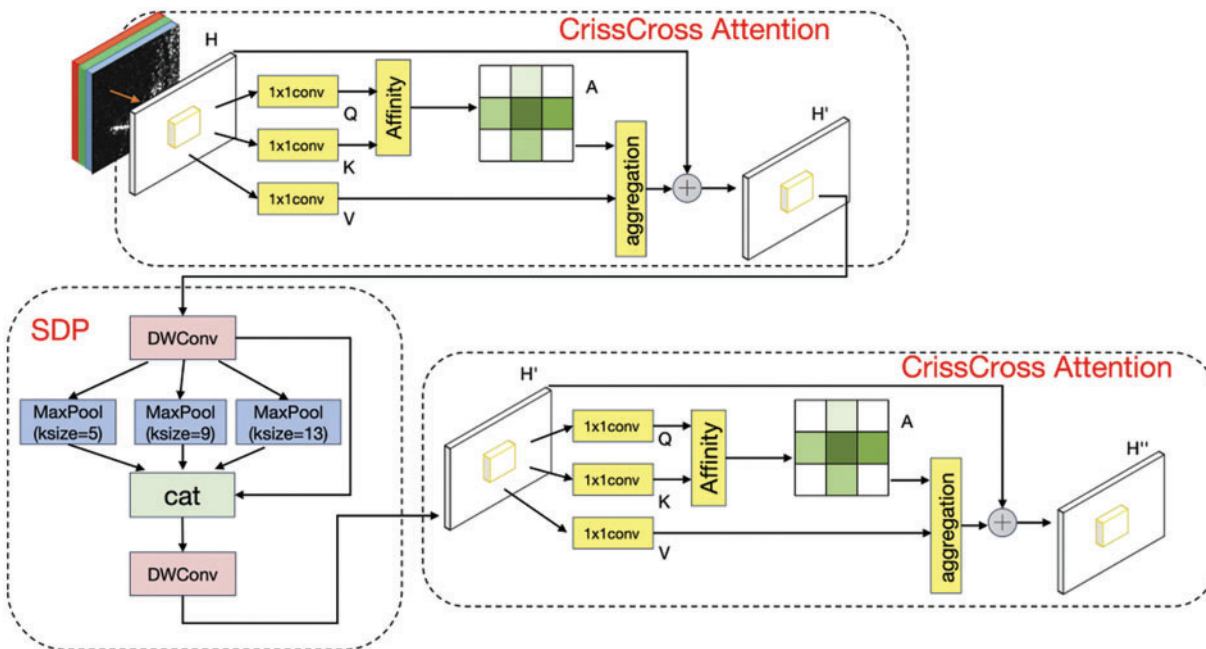 CrissCross Attention
H
1x1conv
Q
Affinity
A
1x1conv
K
1x1conv
V
aggregation
+
H'
SDP
DWConv
MaxPool
(ksize=5)
MaxPool
(ksize=9)
MaxPool
(ksize=13)
cat
DWConv
CrissCross Attention
H'
1x1conv
Q
Affinity
A
1x1conv
K
1x1conv
V
aggregation
+
H''